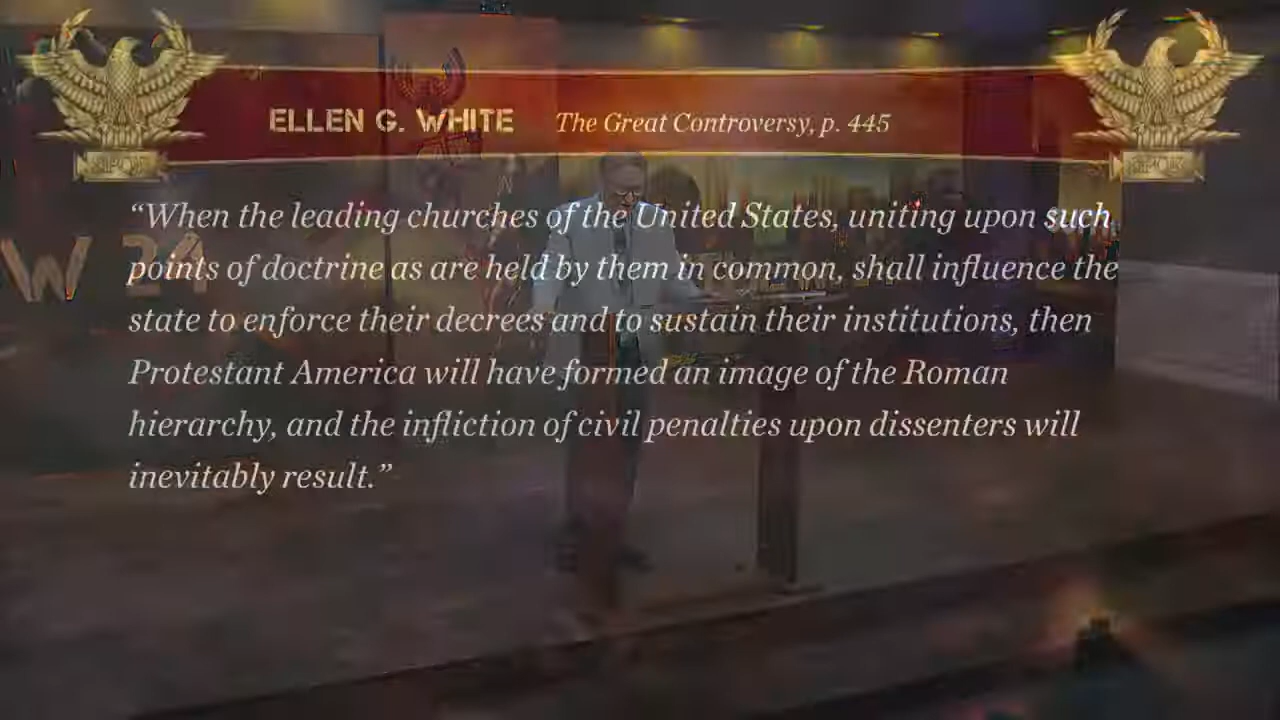 ELLEN G. WHITE The Great Controversy, p. 445
SPQR SPQR
“When the leading churches of the United States, uniting upon such
points of doctrine as are held by them in common, shall influence the
state to enforce their decrees and to sustain their institutions, then
Protestant America will have formed an image of the Roman
hierarchy, and the infliction of civil penalties upon dissenters will
inevitably result.”
W 24